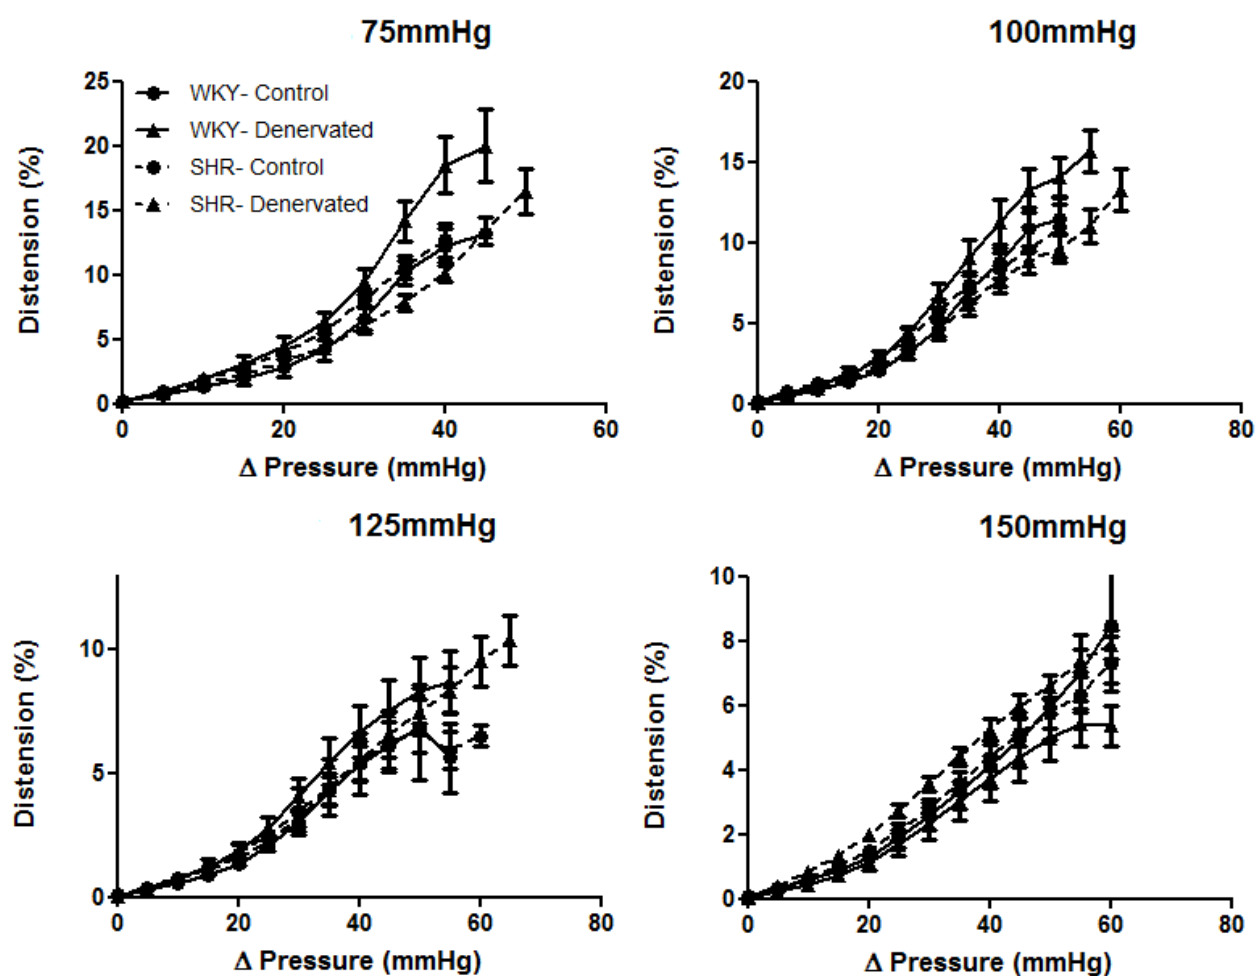 75mmHg
25
20
15
10
5
0
WKY- Control
WKY- Denervated
SHR- Control
SHR- Denervated
Distension (%)
0 20 40 60
Δ Pressure (mmHg)
100mmHg
20
15
10
5
0
Distension (%)
0 20 40 60 80
Δ Pressure (mmHg)
125mmHg
10
5
0
Distension (%)
0 20 40 60 80
Δ Pressure (mmHg)
150mmHg
10
8
6
4
2
0
Distension (%)
0 20 40 60 80
Δ Pressure (mmHg)